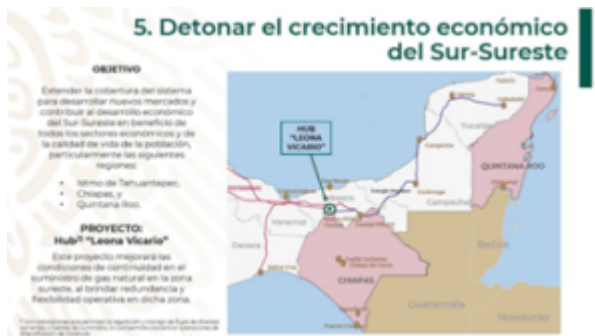 5. Detonar el crecimiento económico
del Sur-Sureste
OBJETIVO
Extender la cobertura del sistema
para desarrollar nuevos mercados y
contribuir al desarrollo económico
del Sur-Sureste en beneficio de
todos los sectores económicos y de
la calidad de vida de la población,
particularmente las siguientes
regiones:
• Istmo de Tehuantepec,
• Chiapas, y
• Quintana Roo.
PROYECTO:
Hub "Leona Vicario"
Este proyecto mejorará las
condiciones de continuidad en el
suministro de gas natural en la zona
sureste, al brindar redundancia y
flexibilidad operativa en dicha zona.
HUB
"LEONA
VICARIO"
Yucatán
QUINTANA ROO
Campeche
Campeche
Veracruz
Oaxaca
Belice
CHIAPAS
Guatemala
Honduras